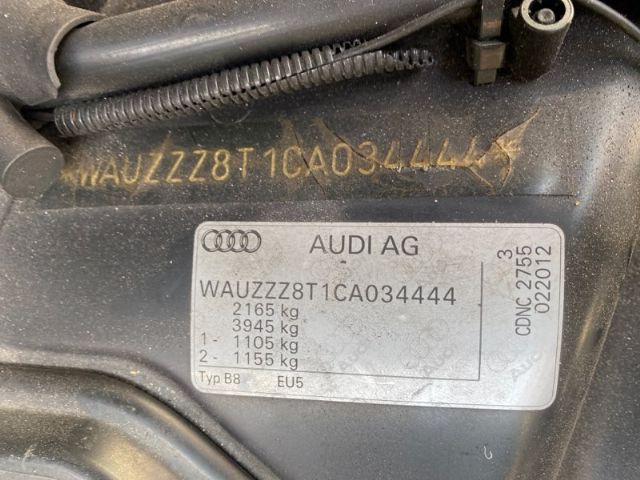 *WAUZZZ8T1CA034444*
AUDI AG
WAUZZZ8T1CA034444
2165 kg
3945 kg
1- 1105 kg
2- 1155 kg
Typ B8 EU5
3
CDNC 2755
022012